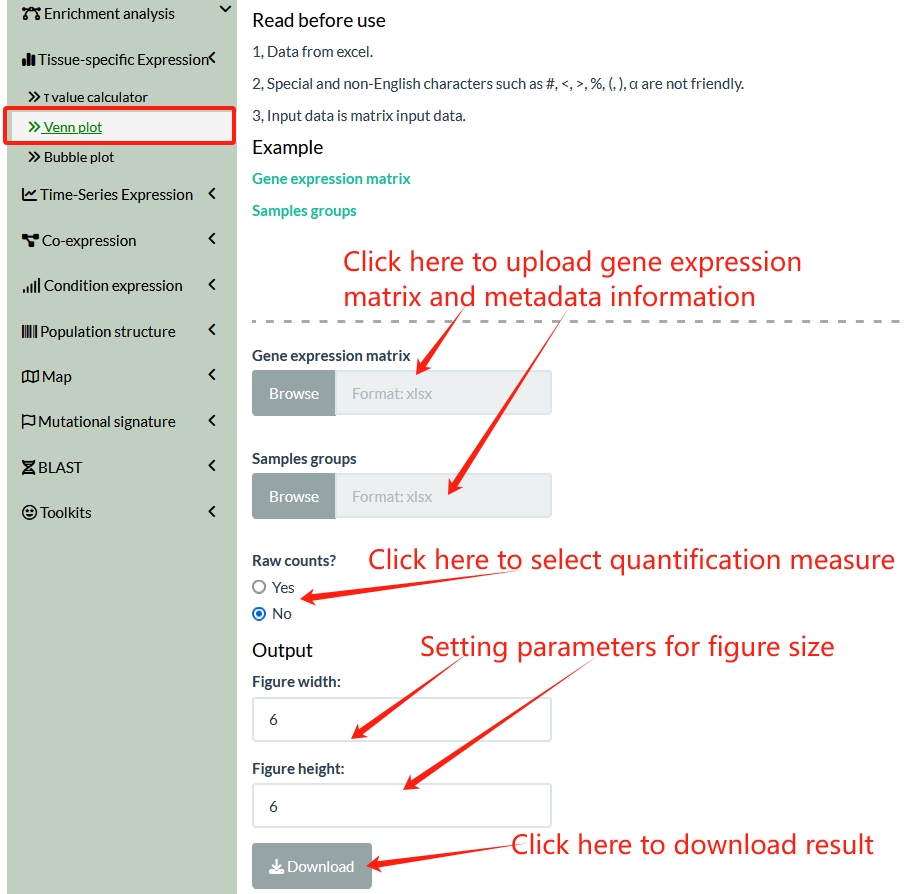 Enrichment analysis
Tissue-specific Expression
τ value calculator
Venn plot
Bubble plot
Time-Series Expression
Co-expression
Condition expression
Population structure
Map
Mutational signature
BLAST
Toolkits
Read before use
1, Data from excel.
2, Special and non-English characters such as #, <, >, %, (, ), α are not friendly.
3, Input data is matrix input data.
Example
Gene expression matrix
Samples groups
Click here to upload gene expression
matrix and metadata information
Gene expression matrix
Browse Format: xlsx
Samples groups
Browse Format: xlsx
Raw counts?
Click here to select quantification measure
Yes
No
Output
Setting parameters for figure size
Figure width:
6
Figure height:
6
Click here to download result
Download